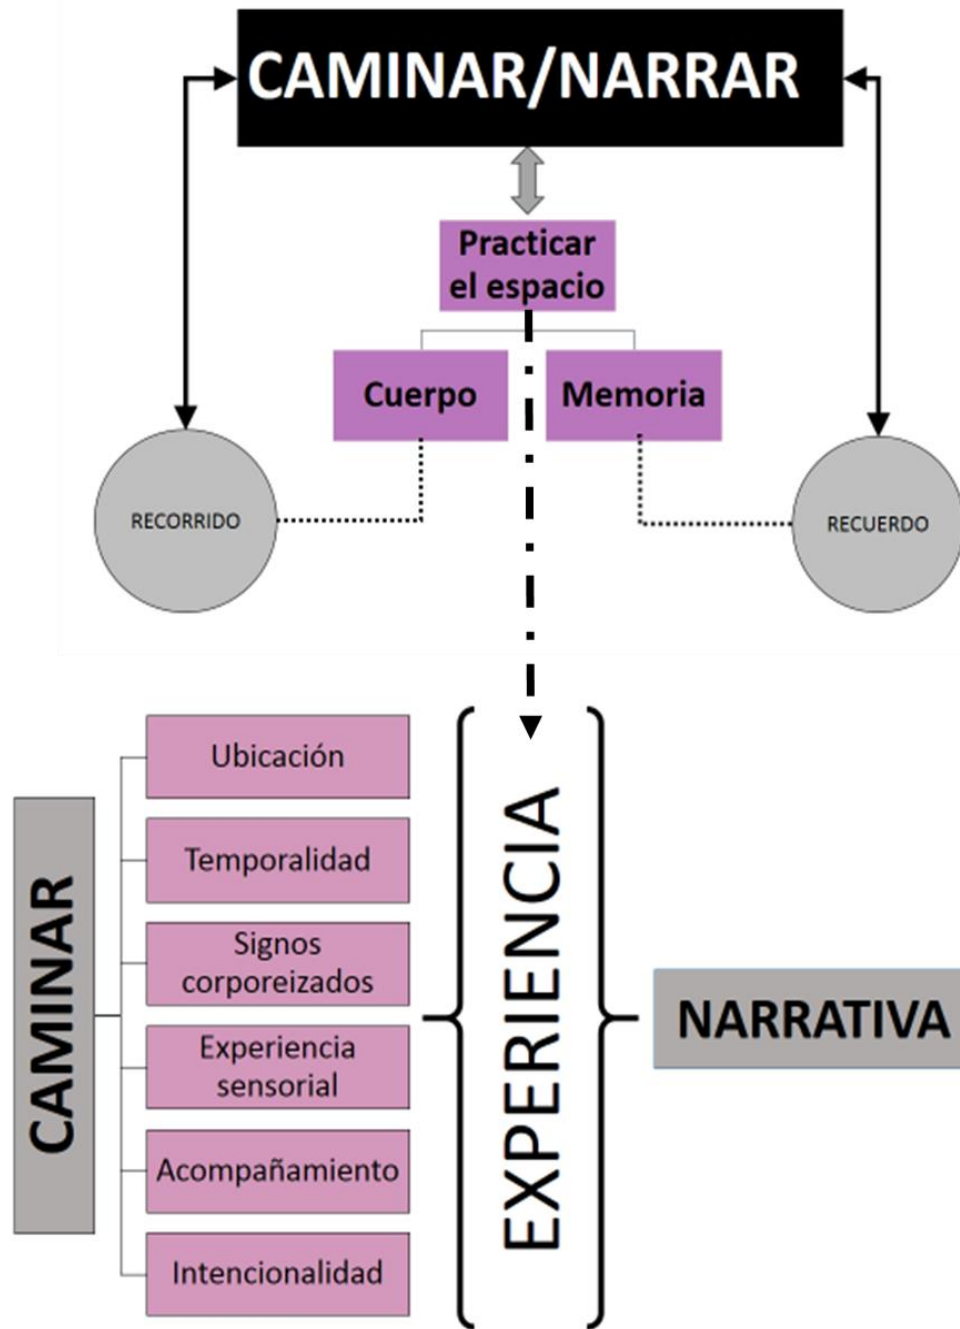 CAMINAR/NARRAR
Practicar
el espacio
Cuerpo
Memoria
RECORRIDO
RECUERDO
CAMINAR
Ubicación
Temporalidad
Signos
corporeizados
Experiencia
sensorial
Acompañamiento
Intencionalidad
EXPERIENCIA
NARRATIVA